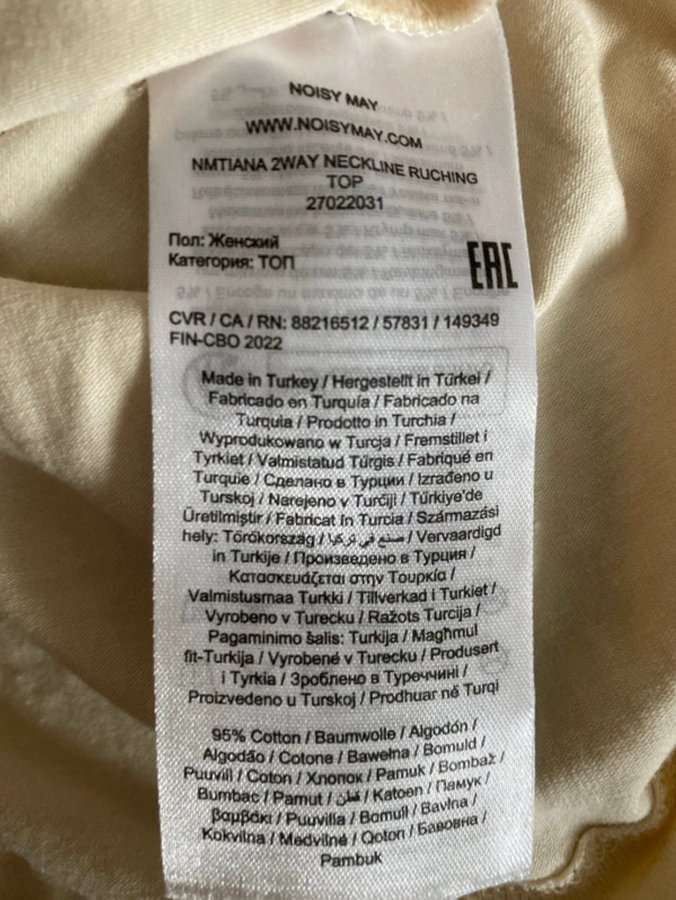 NOISY MAY
WWW.NOISYMAY.COM
NMTIANA 2WAY NECKLINE RUCHING
TOP
27022031
Пол: Женский
Категория: ТОП
EAC
CVR / CA / RN: 88216512 / 57831 / 149349
FIN-CBO 2022
Made in Turkey / Hergestellt in Türkei /
Fabricado en Turquía / Fabricado na
Turquia / Prodotto in Turchia /
Wyprodukowano w Turcja / Fremstillet i
Tyrkiet / Valmistatud Türgis / Fabriqué en
Turquie / Сделано в Турции / Izrađeno u
Turskoj / Narejeno v Turčiji / Türkiye'de
Üretilmiştir / Fabricat în Turcia / Származási
hely: Törökország / صنع في تركيا / Vervaardigd
in Turkije / Произведено в Турция /
Κατασκευάζεται στην Τουρκία /
Valmistusmaa Turkki / Tillverkad i Turkiet /
Vyrobeno v Turecku / Ražots Turcija /
Pagaminimo šalis: Turkija / Magħmul
fit-Turkija / Vyrobené v Turecku / Produsert
i Tyrkia / Зроблено в Туреччині /
Proizvedeno u Turskoj / Prodhuar në Turqi
95% Cotton / Baumwolle / Algodón /
Algodão / Cotone / Bawełna / Bomuld /
Puuvill / Coton / Хлопок / Pamuk / Bombaž /
Bumbac / Pamut / قطن / Katoen / Памук /
βαμβάκι / Puuvilla / Bomull / Bavlna /
Kokvilna / Medvilnė / Qoton / Бавовна /
Pambuk